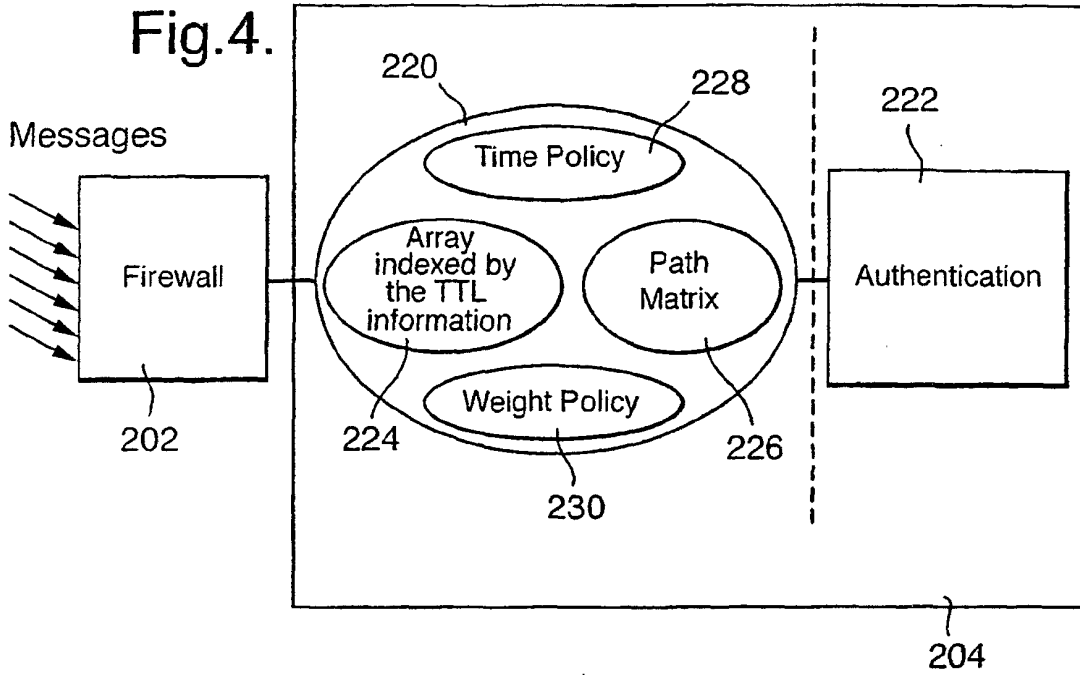 Fig.4.
220
228
222
Messages
Time Policy
Firewall
Array
indexed by
the TTL
information
Path
Matrix
Authentication
Weight Policy
202
224
226
230
204